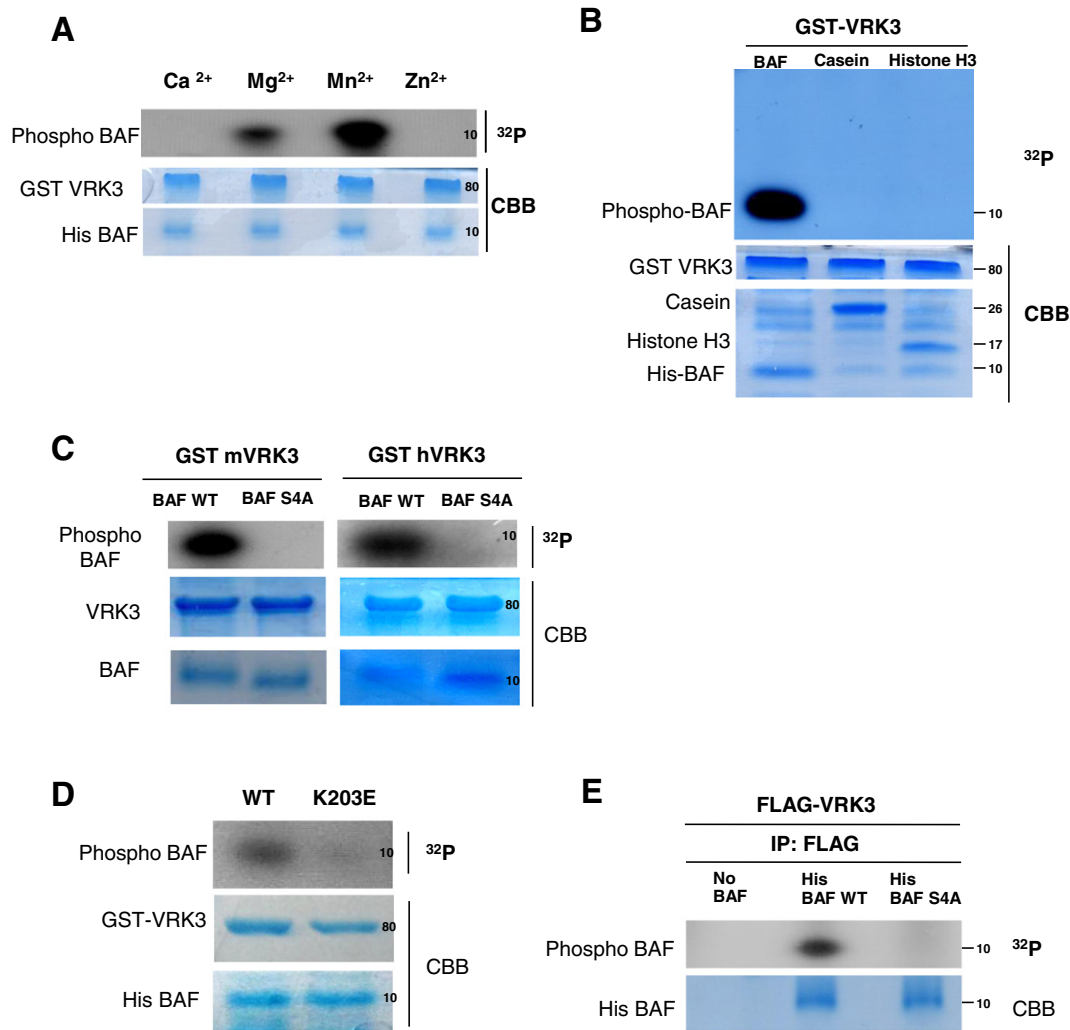 A
Ca 2+ Mg2+ Mn2+ Zn2+
Phospho BAF 10 32P
GST VRK3 80
CBB
His BAF 10
B
GST-VRK3
BAF Casein Histone H3
32P
Phospho-BAF 10
GST VRK3 80
Casein 26
CBB
Histone H3 17
His-BAF 10
C
GST mVRK3 GST hVRK3
BAF WT BAF S4A BAF WT BAF S4A
Phospho
BAF
10 32P
VRK3 80
CBB
BAF 10
D
WT K203E
Phospho BAF 10 32P
GST-VRK3 80
CBB
His BAF 10
E
FLAG-VRK3
IP: FLAG
No His His
BAF BAF WT BAF S4A
Phospho BAF 10 32P
His BAF 10 CBB